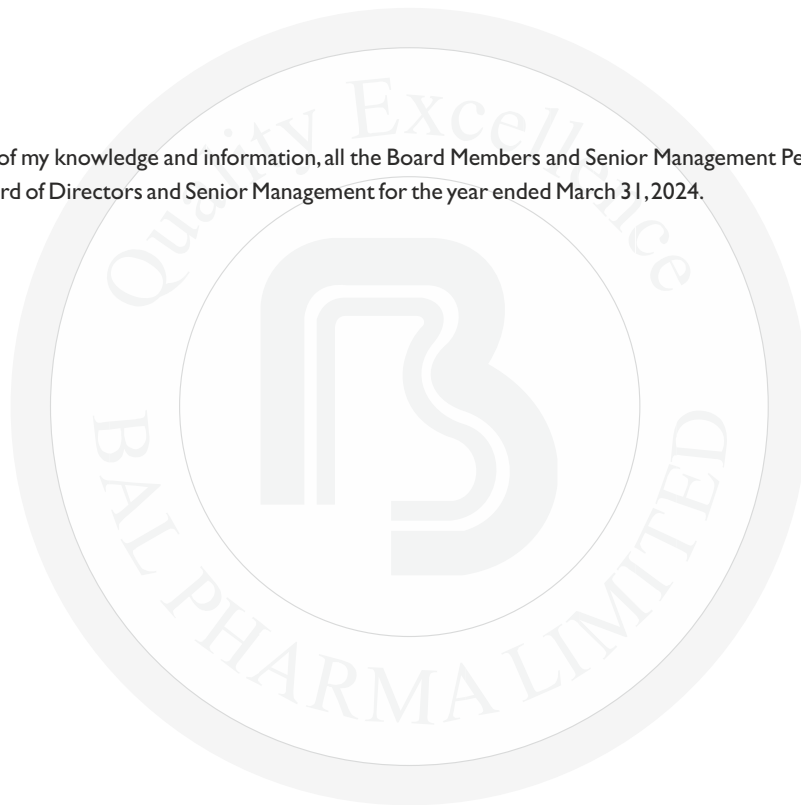 of my knowledge and information, all the Board Members and Senior Management Pe
rd of Directors and Senior Management for the year ended March 31, 2024.
Quality Excellence
BAL PHARMA LIMITED